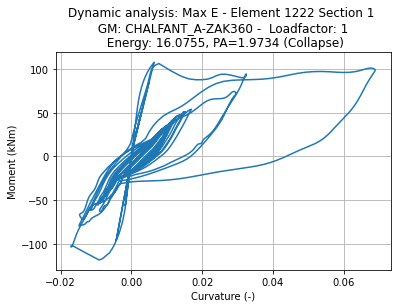 Dynamic analysis: Max E - Element 1222 Section 1
GM: CHALFANT_A-ZAK360 - Loadfactor: 1
Energy: 16.0755, PA=1.9734 (Collapse)
Moment (kNm)
100
50
0
−50
−100
−0.02 0.00 0.02 0.04 0.06
Curvature (-)